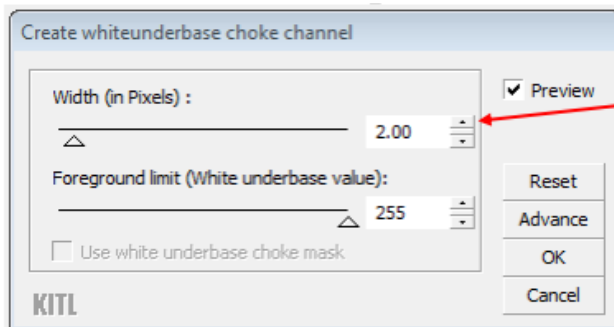 Create whiteunderbase choke channel
Width (in Pixels) :
2.00
Preview
Foreground limit (White underbase value):
255
Use white underbase choke mask
Reset
Advance
OK
Cancel
KITL